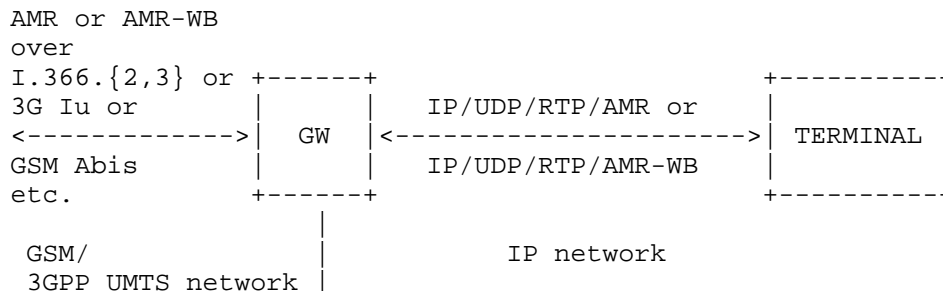 AMR or AMR-WB
over
I.366.{2,3} or +------+                        +----------
3G Iu or       |      |   IP/UDP/RTP/AMR or    |
<------------->|  GW  |<---------------------->| TERMINAL
GSM Abis       |      |   IP/UDP/RTP/AMR-WB    |
etc.           +------+                        +----------
                   |
 GSM/              |           IP network
 3GPP UMTS network |